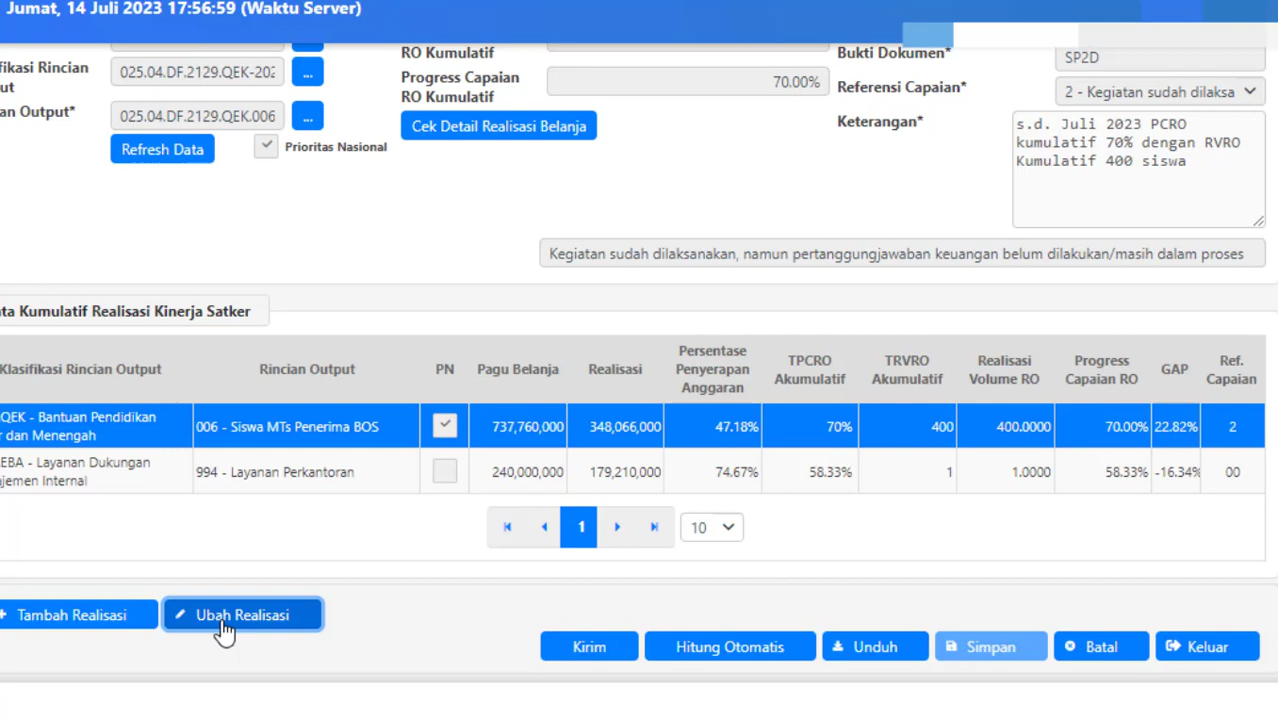 Jumat, 14 Juli 2023 17:56:59 (Waktu Server)
fikasi Rincian
ut
025.04.DF.2129.QEK-202
...
an Output*
025.04.DF.2129.QEK.006
...
Refresh Data
Prioritas Nasional
RO Kumulatif
Progress Capaian
RO Kumulatif
70.00%
Cek Detail Realisasi Belanja
Bukti Dokumen*
SP2D
Referensi Capaian*
2 - Kegiatan sudah dilaksa
Keterangan*
s.d. Juli 2023 PCRO
kumulatif 70% dengan RVRO
Kumulatif 400 siswa
Kegiatan sudah dilaksanakan, namun pertanggungjawaban keuangan belum dilakukan/masih dalam proses
ta Kumulatif Realisasi Kinerja Satker
Klasifikasi Rincian Output
Rincian Output
PN
Pagu Belanja
Realisasi
Persentase
Penyerapan
Anggaran
TPCRO
Akumulatif
TRVRO
Akumulatif
Realisasi
Volume RO
Progress
Capaian RO
GAP
Ref.
Capaian
QEK - Bantuan Pendidikan
r dan Menengah
006 - Siswa MTs Penerima BOS
737,760,000
348,066,000
47.18%
70%
400
400.0000
70.00%
22.82%
2
EBA - Layanan Dukungan
ajemen Internal
994 - Layanan Perkantoran
240,000,000
179,210,000
74.67%
58.33%
1
1.0000
58.33%
-16.34%
00
1
10
+ Tambah Realisasi
Ubah Realisasi
Kirim
Hitung Otomatis
Unduh
Simpan
Batal
Keluar